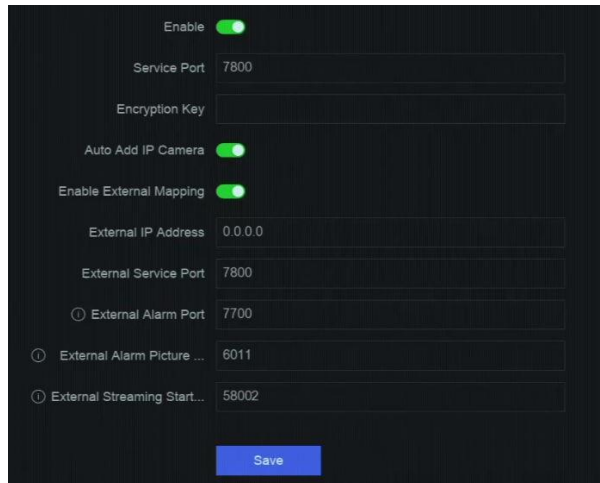 Enable
Service Port 7800
Encryption Key
Auto Add IP Camera
Enable External Mapping
External IP Address 0.0.0.0
External Service Port 7800
External Alarm Port 7700
External Alarm Picture ... 6011
External Streaming Start... 58002
Save